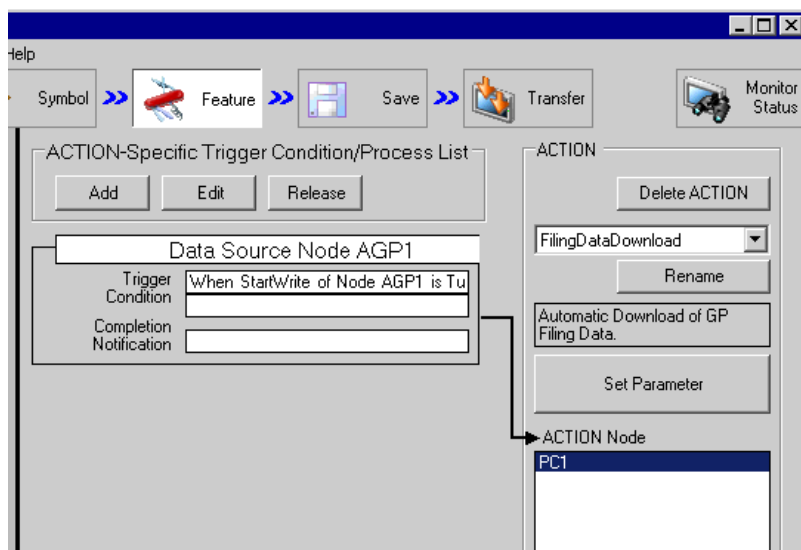 Help
Symbol
Feature
Save
Transfer
Monitor
Status
ACTION-Specific Trigger Condition/Process List
Add
Edit
Release
Data Source Node AGP1
Trigger
Condition
When StartWrite of Node AGP1 is Tu
Completion
Notification
ACTION
Delete ACTION
FilingDataDownload
Rename
Automatic Download of GP
Filing Data.
Set Parameter
ACTION Node
PC1